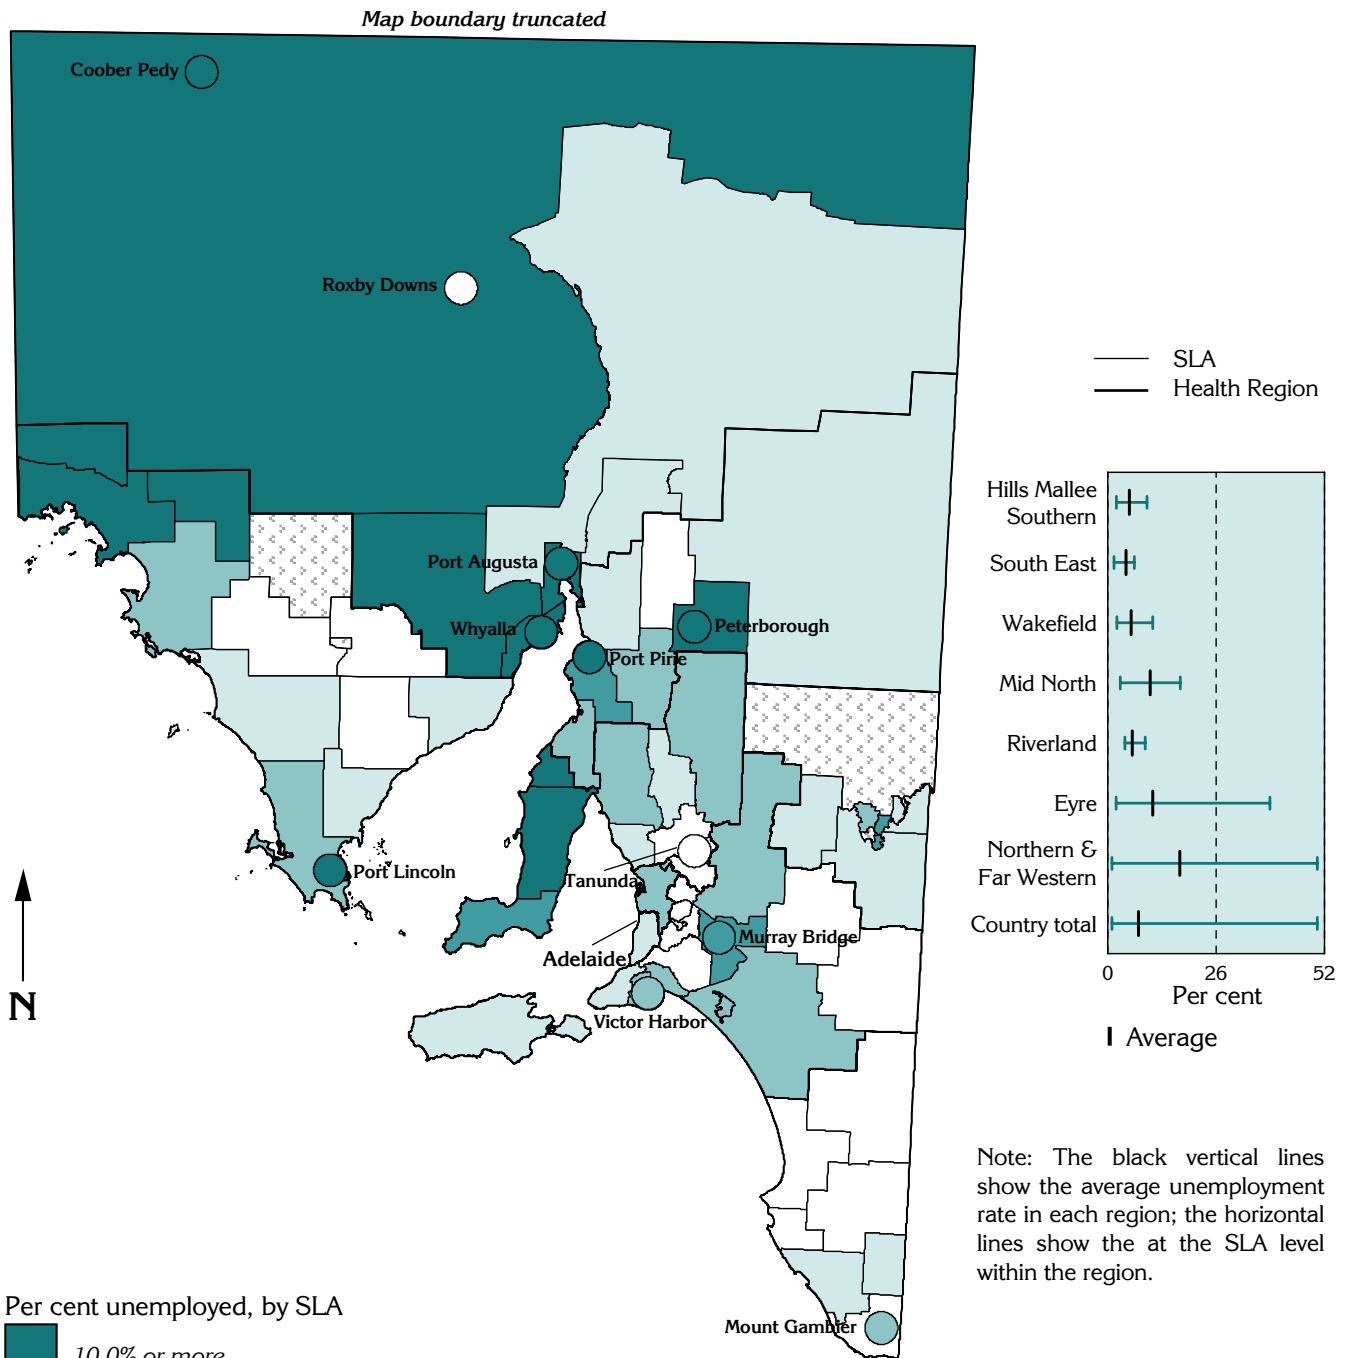 Map boundary truncated
Coober Pedy
Roxby Downs
SLA
Health Region
Hills Mallee
Southern
South East
Wakefield
Mid North
Riverland
Eyre
Northern &
Far Western
Country total
0 26 52
Per cent
Average
Port Augusta
Whyalla
Peterborough
Port Pirie
Port Lincoln
Tanunda
Murray Bridge
Adelaide
Victor Harbor
N
Note: The black vertical lines
show the average unemployment
rate in each region; the horizontal
lines show the at the SLA level
within the region.
Per cent unemployed, by SLA
10.0% or more
Mount Gambier